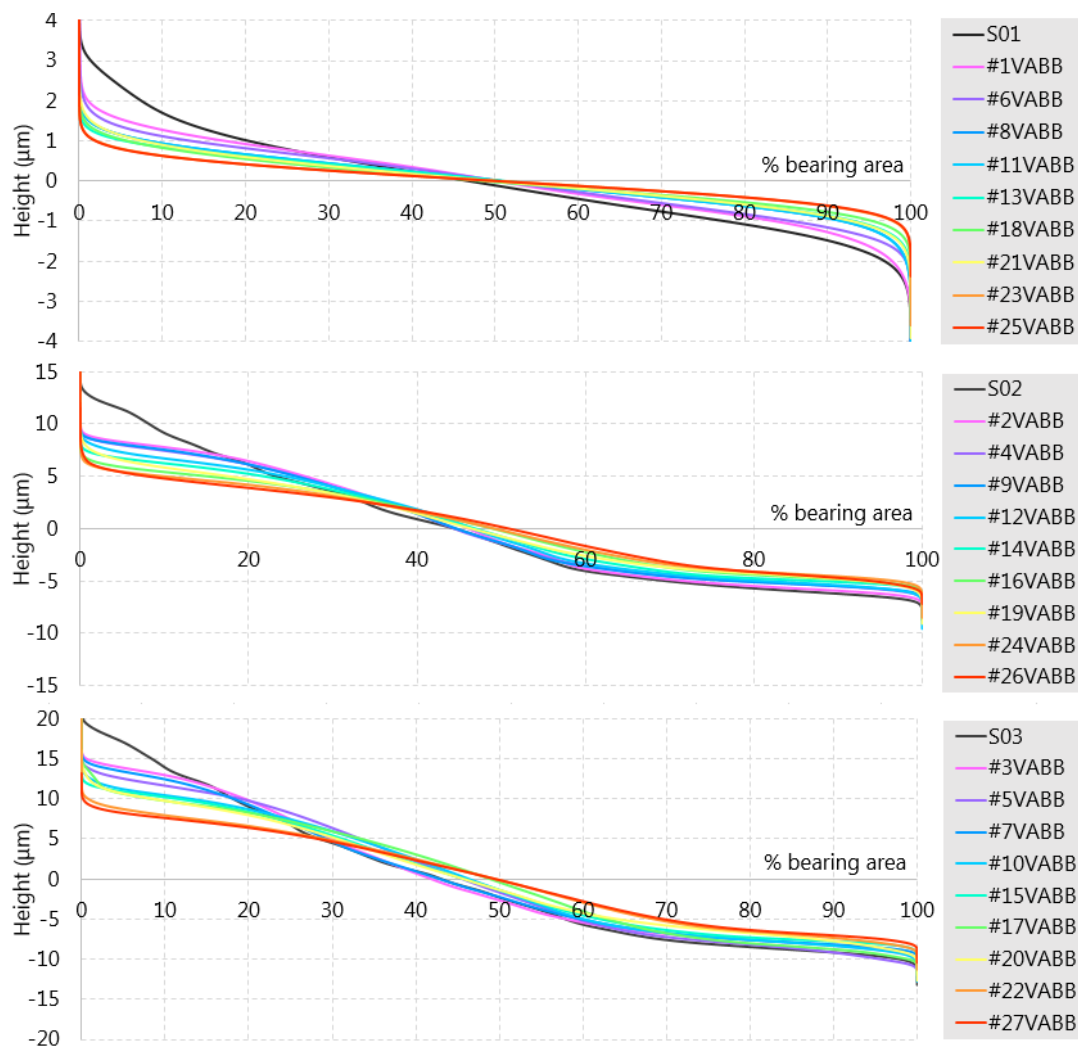 4
3
2
1
0
-1
-2
-3
-4
Height (µm)
% bearing area
0 10 20 30 40 50 60 70 80 90 100
S01
#1VABB
#6VABB
#8VABB
#11VABB
#13VABB
#18VABB
#21VABB
#23VABB
#25VABB
15
10
5
0
-5
-10
-15
Height (µm)
% bearing area
0 20 40 60 80 100
S02
#2VABB
#4VABB
#9VABB
#12VABB
#14VABB
#16VABB
#19VABB
#24VABB
#26VABB
20
15
10
5
0
-5
-10
-15
-20
Height (µm)
% bearing area
0 10 20 30 40 50 60 70 80 90 100
S03
#3VABB
#5VABB
#7VABB
#10VABB
#15VABB
#17VABB
#20VABB
#22VABB
#27VABB